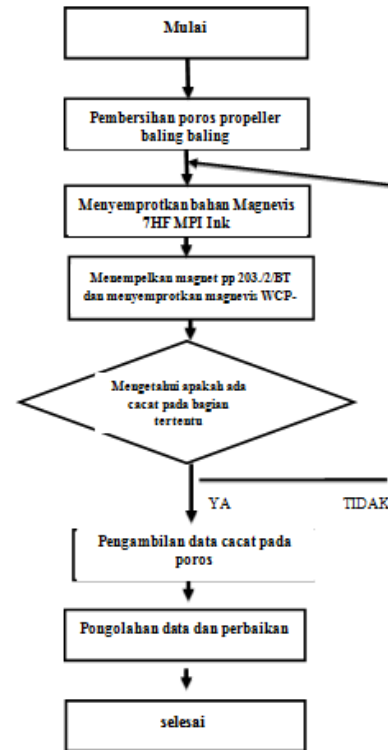 Mulai
Pembersihan poros propeller
baling baling
Menyemprotkan bahan Magnevis
7HF MPI Ink
Menempelkan magnet pp 203./2/BT
dan menyemprotkan magnevis WCP-
Mengetahui apakah ada
cacat pada bagian
tertentu
YA TIDAK
Pengambilan data cacat pada
poros
Pongolahan data dan perbaikan
selesai